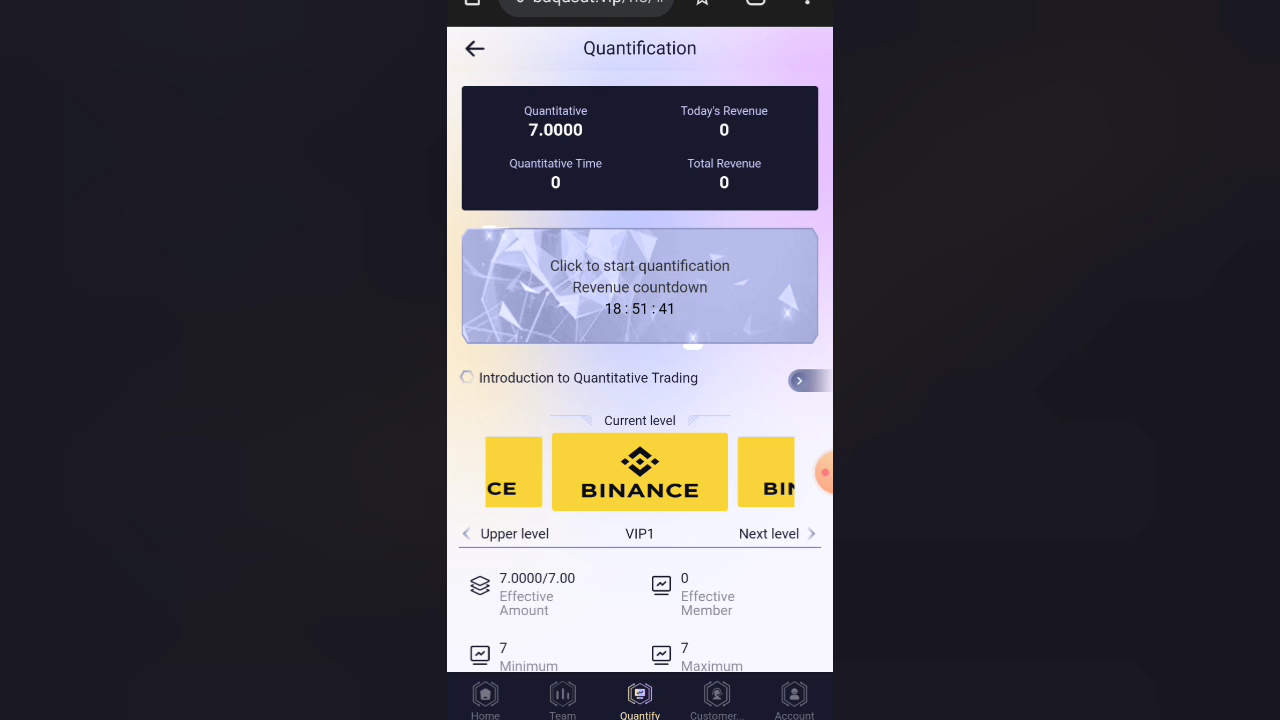 Quantification
Quantitative
7.0000
Today's Revenue
0
Quantitative Time
0
Total Revenue
0
Click to start quantification
Revenue countdown
18 : 51 : 41
Introduction to Quantitative Trading
Current level
CE
BINANCE
BIN
Upper level
VIP1
Next level
7.0000/7.00
Effective
Amount
0
Effective
Member
7
Minimum
7
Maximum
Home
Team
Quantify
Customer...
Account